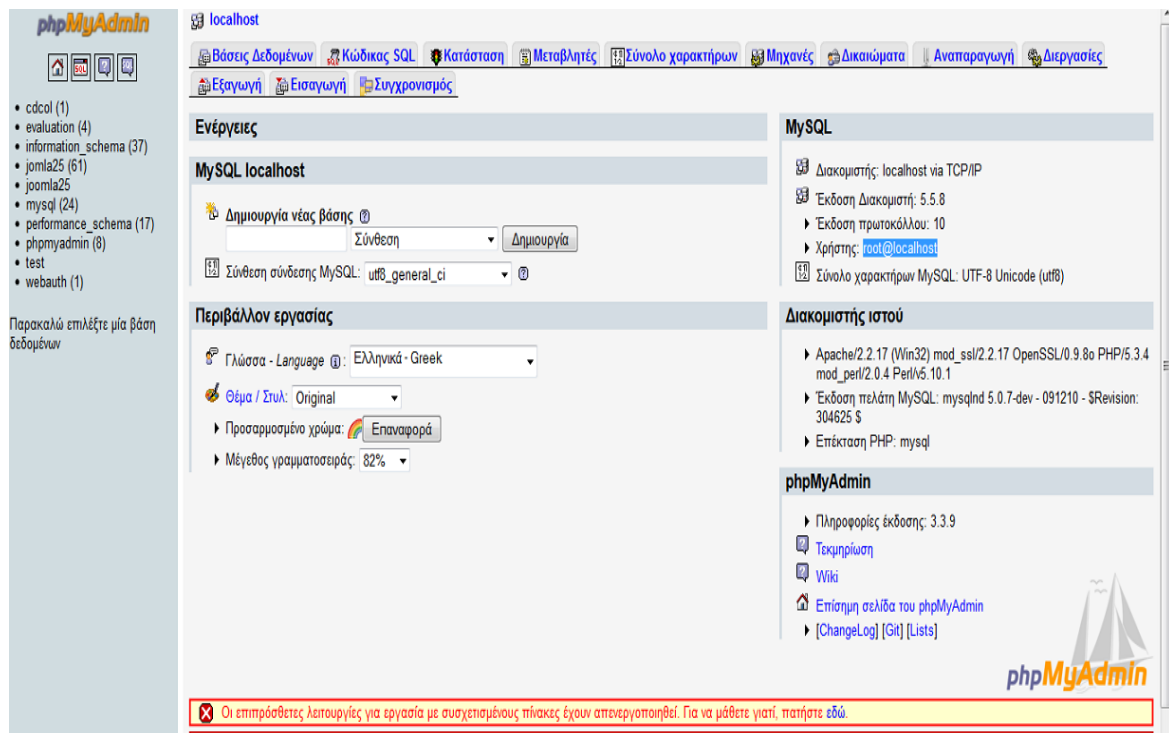 phpMyAdmin
SQL
cdcol (1)
evaluation (4)
information_schema (37)
jomla25 (61)
joomla25
mysql (24)
performance_schema (17)
phpmyadmin (8)
test
webauth (1)
Παρακαλώ επιλέξτε μία βάση
δεδομένων
localhost
Βάσεις Δεδομένων Κώδικας SQL Κατάσταση Μεταβλητές Σύνολο χαρακτήρων Μηχανές Δικαιώματα Αναπαραγωγή Διεργασίες
Εξαγωγή Εισαγωγή Συγχρονισμός
Ενέργειες
MySQL localhost
Δημιουργία νέας βάσης
Σύνθεση Δημιουργία
Σύνθεση σύνδεσης MySQL: utf8_general_ci
Περιβάλλον εργασίας
Γλώσσα - Language : Ελληνικά - Greek
Θέμα / Στυλ: Original
Προσαρμοσμένο χρώμα: Επαναφορά
Μέγεθος γραμματοσειράς: 82%
MySQL
Διακομιστής: localhost via TCP/IP
Έκδοση Διακομιστή: 5.5.8
Έκδοση πρωτοκόλλου: 10
Χρήστης: root@localhost
Σύνολο χαρακτήρων MySQL: UTF-8 Unicode (utf8)
Διακομιστής ιστού
Apache/2.2.17 (Win32) mod_ssl/2.2.17 OpenSSL/0.9.8o PHP/5.3.4
mod_perl/2.0.4 Perl/v5.10.1
Έκδοση πελάτη MySQL: mysqlnd 5.0.7-dev - 091210 - $Revision:
304625 $
Επέκταση PHP: mysql
phpMyAdmin
Πληροφορίες έκδοσης: 3.3.9
Τεκμηρίωση
Wiki
Επίσημη σελίδα του phpMyAdmin
[ChangeLog] [Git] [Lists]
phpMyAdmin
Οι επιπρόσθετες λειτουργίες για εργασία με συσχετισμένους πίνακες έχουν απενεργοποιηθεί. Για να μάθετε γιατί, πατήστε εδώ.